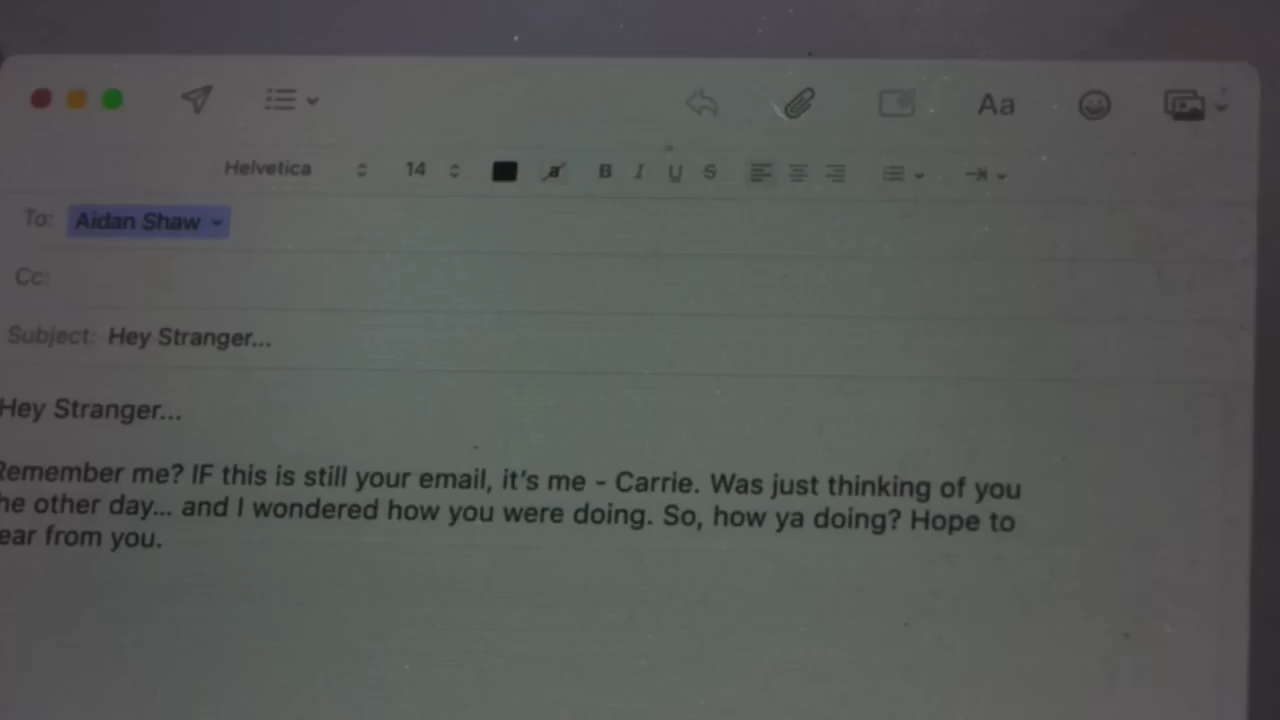 Aa
Helvetica 14 a B I U S
To: Aidan Shaw
Cc:
Subject: Hey Stranger...
Hey Stranger...
Remember me? IF this is still your email, it's me - Carrie. Was just thinking of you
he other day... and I wondered how you were doing. So, how ya doing? Hope to
ear from you.